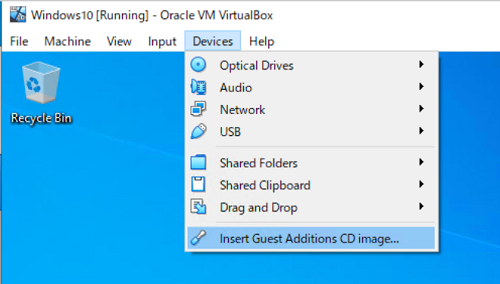 Windows10 [Running] - Oracle VM VirtualBox
File Machine View Input Devices Help
Optical Drives
Audio
Network
USB
Shared Folders
Shared Clipboard
Drag and Drop
Insert Guest Additions CD image...
Recycle Bin